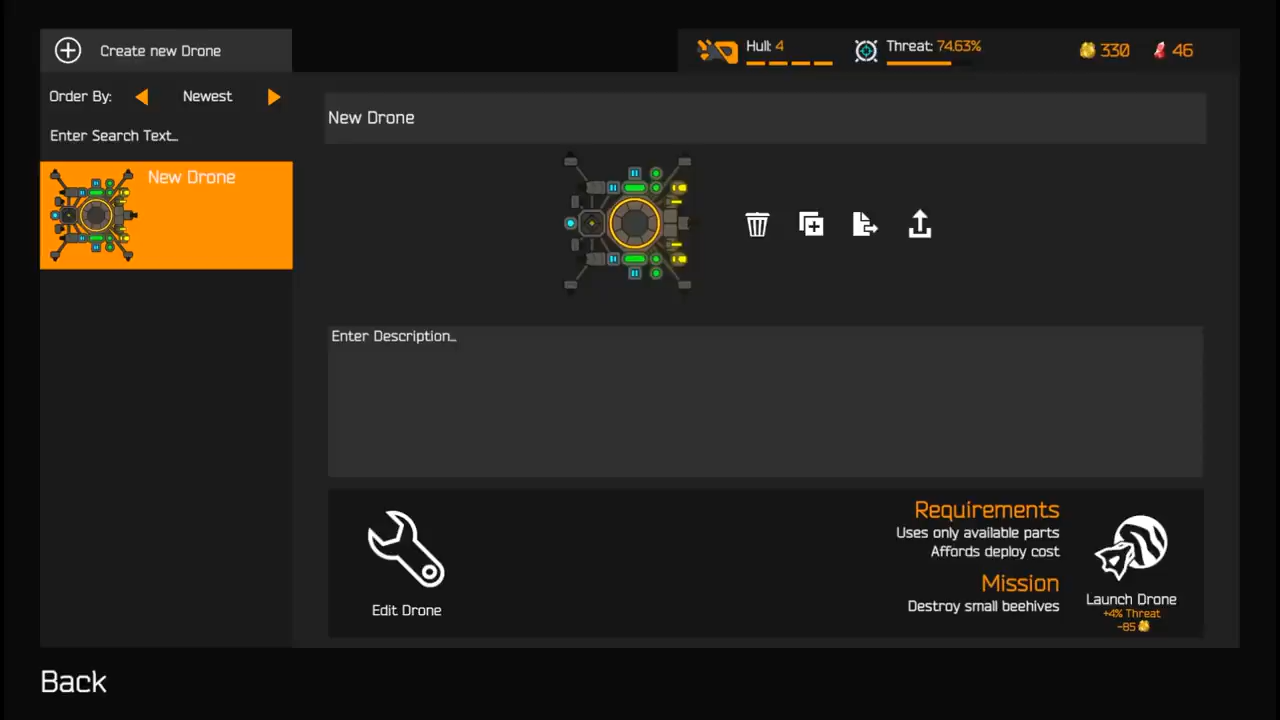 Create new Drone
Hull: 4
Threat: 74.63%
330
46
Order By:
Newest
Enter Search Text...
New Drone
New Drone
Enter Description...
Edit Drone
Requirements
Uses only available parts
Affords deploy cost
Mission
Destroy small beehives
Launch Drone
+4% Threat
-85
Back